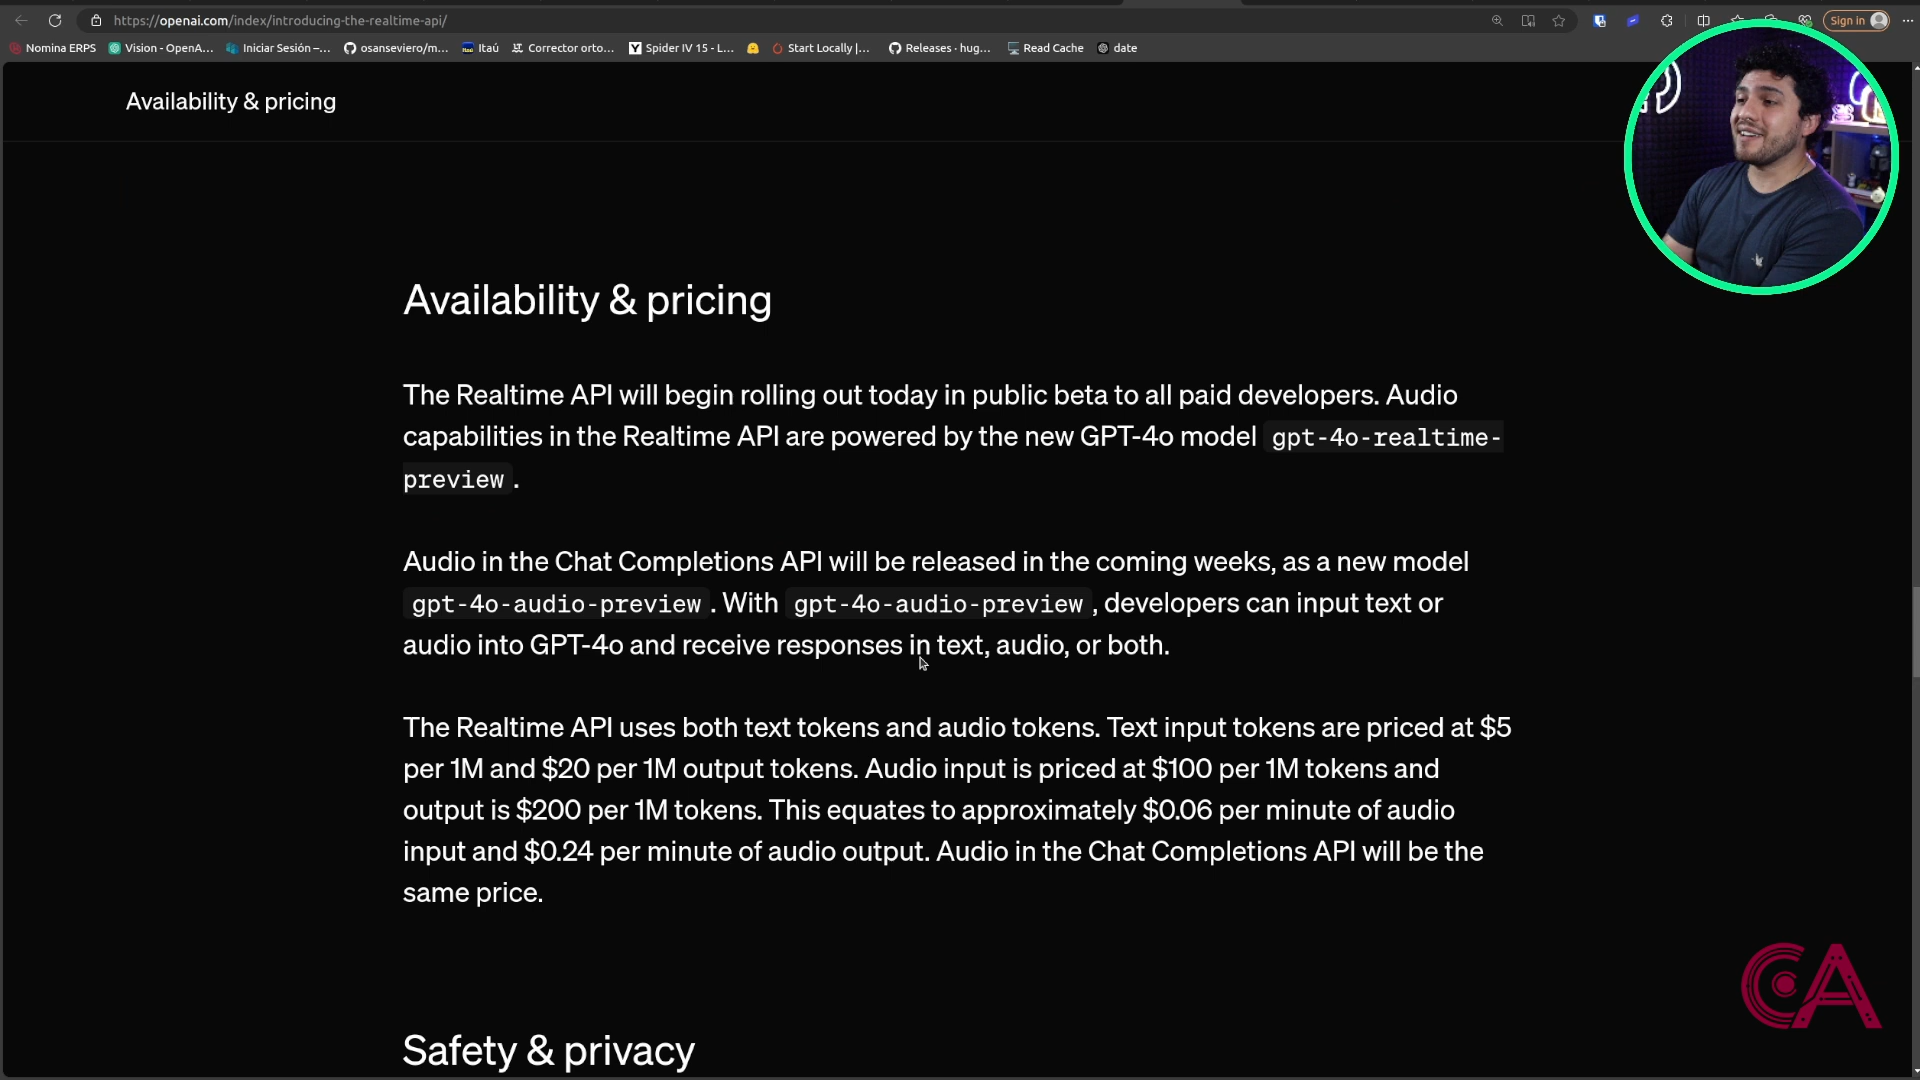 https://openai.com/index/introducing-the-realtime-api/
Sign in
Nomina ERPS
Vision - OpenA...
Iniciar Sesión –...
osanseviero/m...
Itaú
Corrector orto...
Spider IV 15 - L...
Start Locally |...
Releases · hug...
Read Cache
date
Availability & pricing
Availability & pricing
The Realtime API will begin rolling out today in public beta to all paid developers. Audio
capabilities in the Realtime API are powered by the new GPT-4o model gpt-4o-realtime-
preview .
Audio in the Chat Completions API will be released in the coming weeks, as a new model
gpt-4o-audio-preview . With gpt-4o-audio-preview , developers can input text or
audio into GPT-4o and receive responses in text, audio, or both.
The Realtime API uses both text tokens and audio tokens. Text input tokens are priced at $5
per 1M and $20 per 1M output tokens. Audio input is priced at $100 per 1M tokens and
output is $200 per 1M tokens. This equates to approximately $0.06 per minute of audio
input and $0.24 per minute of audio output. Audio in the Chat Completions API will be the
same price.
CA
Safety & privacy